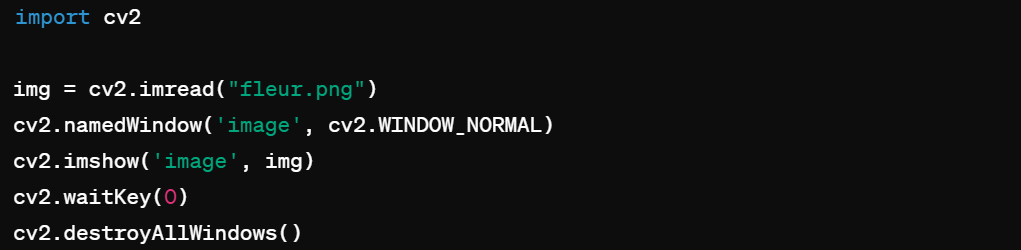 import cv2
img = cv2.imread("fleur.png")
cv2.namedWindow('image', cv2.WINDOW_NORMAL)
cv2.imshow('image', img)
cv2.waitKey(0)
cv2.destroyAllWindows()